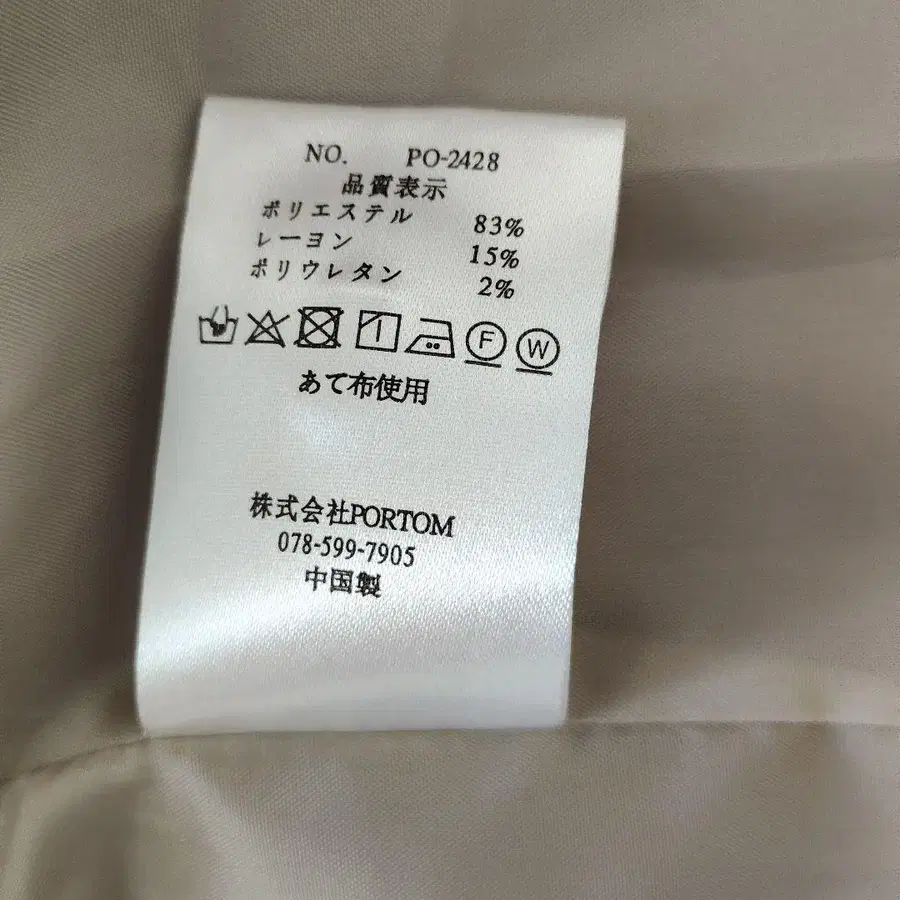 NO. PO-2428
品質表示
ポリエステル 83%
レーヨン 15%
ポリウレタン 2%
F W
あて布使用
株式会社PORTOM
078-599-7905
中国製